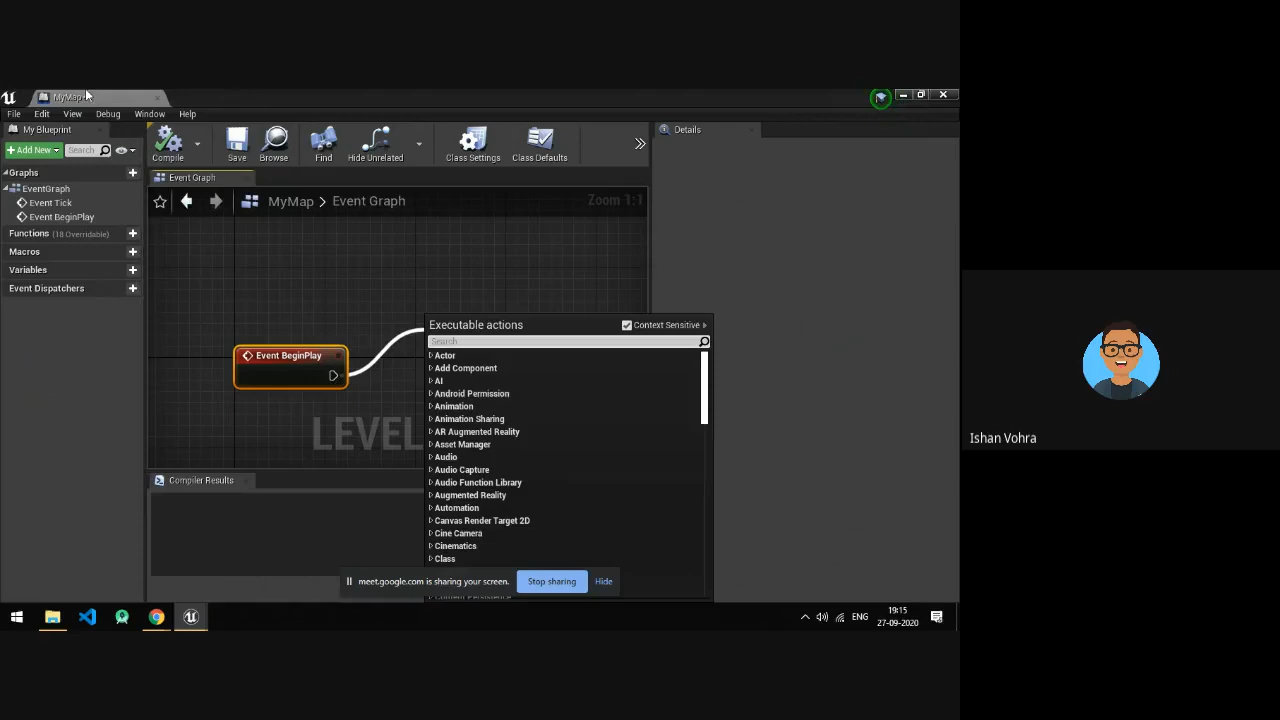 MyMap
File Edit View Debug Window Help
My Blueprint
Details
Add New Search
Compile Save Browse Find Hide Unrelated Class Settings Class Defaults
Graphs
EventGraph
Event Tick
Event BeginPlay
Functions (18 Overridable)
Macros
Variables
Event Dispatchers
Event Graph
MyMap > Event Graph
Zoom 1:1
Event BeginPlay
LEVEL
Executable actions
Context Sensitive
Search
Actor
Add Component
AI
Android Permission
Animation
Animation Sharing
AR Augmented Reality
Asset Manager
Audio
Audio Capture
Audio Function Library
Augmented Reality
Automation
Canvas Render Target 2D
Cine Camera
Cinematics
Class
Compiler Results
meet.google.com is sharing your screen. Stop sharing Hide
ENG
19:15
27-09-2020
Ishan Vohra